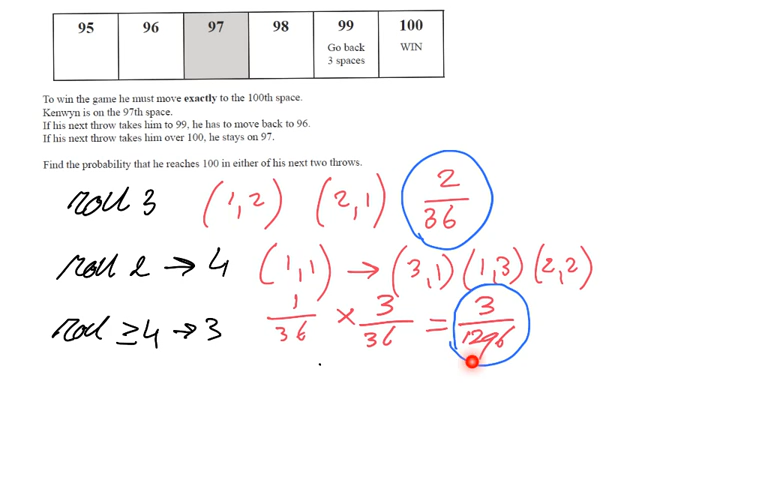 95 96 97 98 99 100
Go back WIN
3 spaces
To win the game he must move exactly to the 100th space.
Kenwyn is on the 97th space.
If his next throw takes him to 99, he has to move back to 96.
If his next throw takes him over 100, he stays on 97.
Find the probability that he reaches 100 in either of his next two throws.
roll 3 (1,2) (2,1) 2/36
roll 2 → 4 (1,1) → (3,1) (1,3) (2,2)
roll ≥4 → 3 1/36 × 3/36 = 3/1296